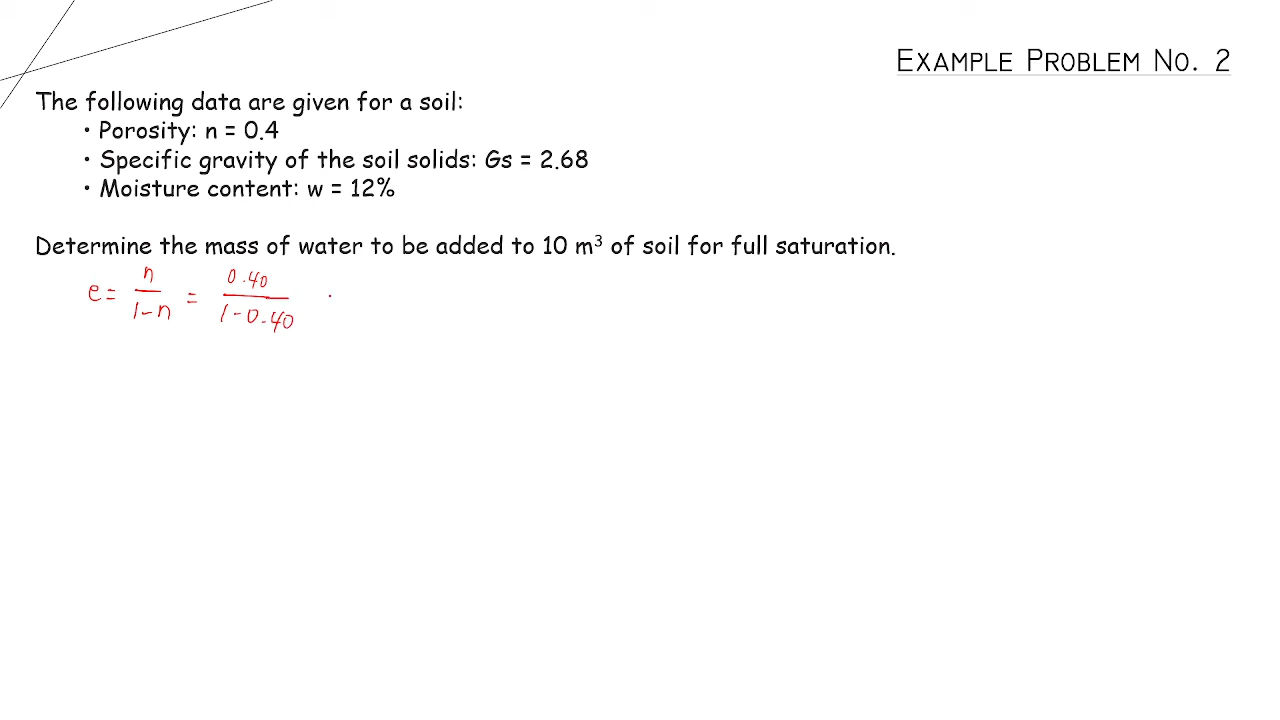 EXAMPLE PROBLEM NO. 2
The following data are given for a soil:
• Porosity: n = 0.4
• Specific gravity of the soil solids: Gs = 2.68
• Moisture content: w = 12%
Determine the mass of water to be added to 10 m³ of soil for full saturation.
e = n / 1-n = 0.40 / 1-0.40